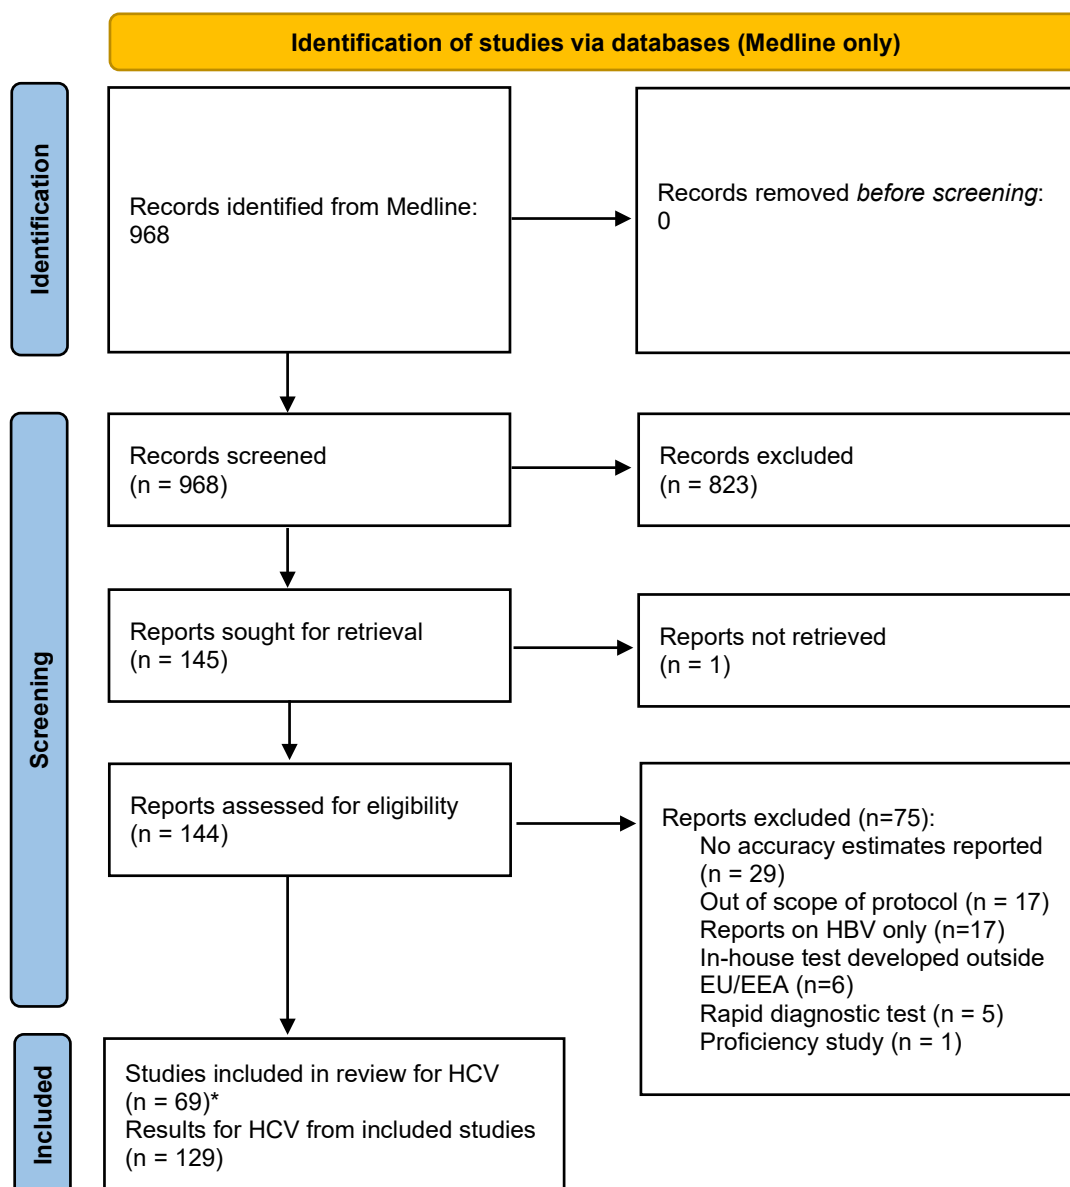 Identification of studies via databases (Medline only)
Identification
Records identified from Medline:
968
Records removed before screening:
0
Screening
Records screened
(n = 968)
Records excluded
(n = 823)
Reports sought for retrieval
(n = 145)
Reports not retrieved
(n = 1)
Reports assessed for eligibility
(n = 144)
Reports excluded (n=75):
No accuracy estimates reported
(n = 29)
Out of scope of protocol (n = 17)
Reports on HBV only (n=17)
In-house test developed outside
EU/EEA (n=6)
Rapid diagnostic test (n = 5)
Proficiency study (n = 1)
Included
Studies included in review for HCV
(n = 69)*
Results for HCV from included studies
(n = 129)